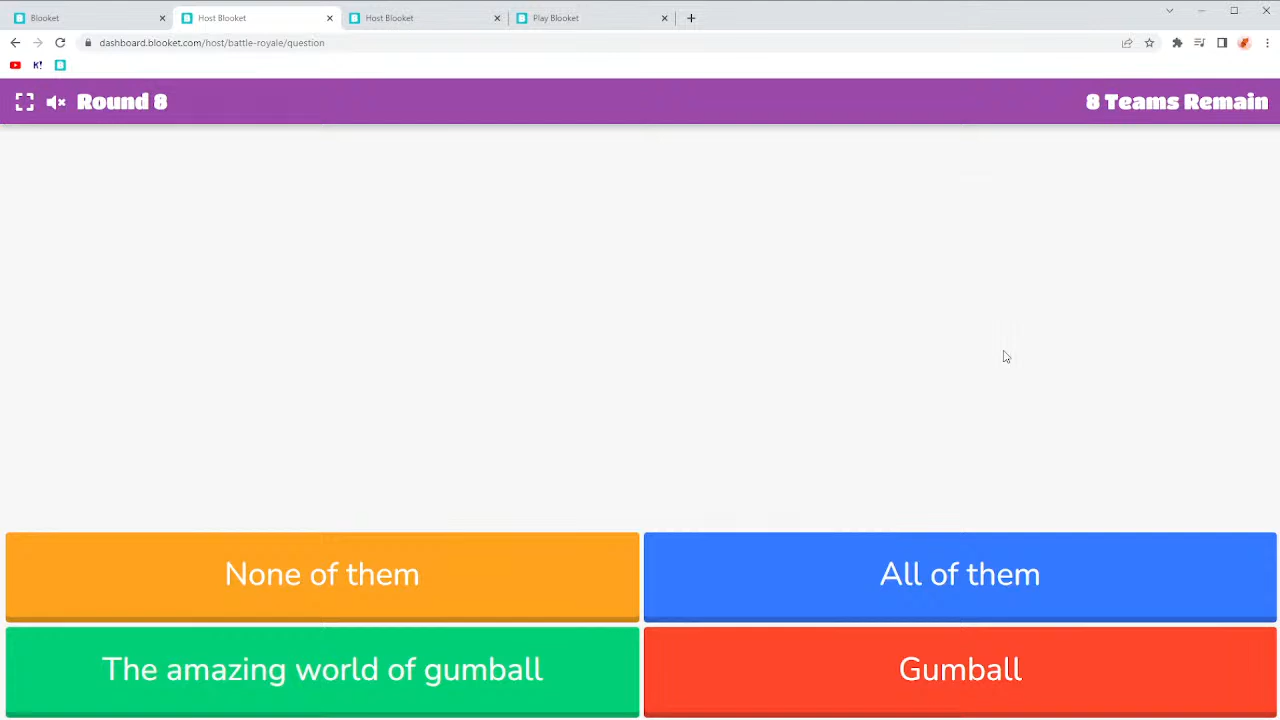 Blooket
Host Blooket
Host Blooket
Play Blooket
dashboard.blooket.com/host/battle-royale/question
K!
Round 8
8 Teams Remain
None of them
All of them
The amazing world of gumball
Gumball